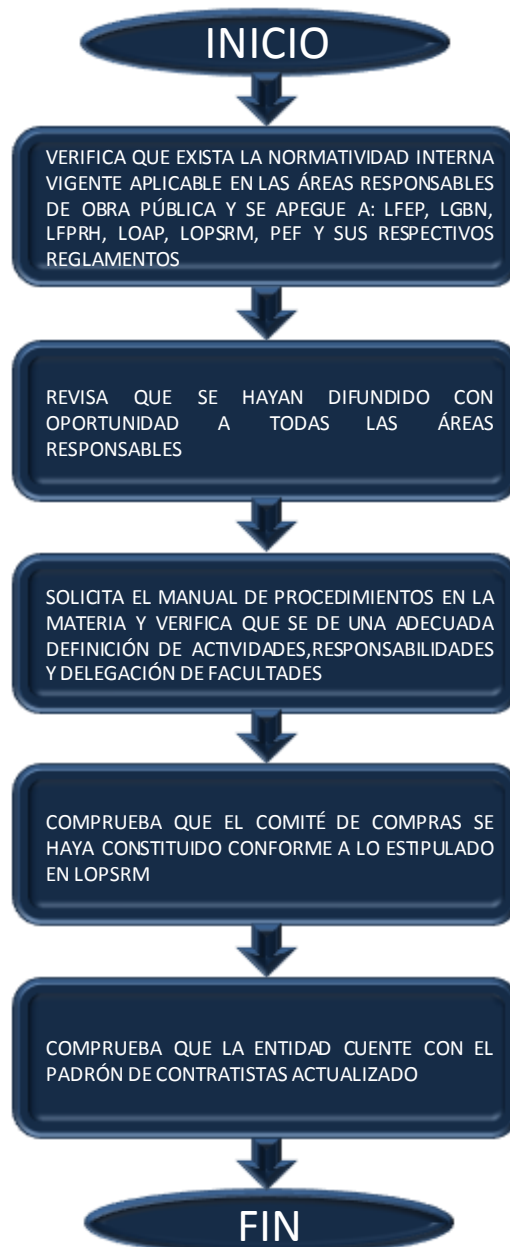 INICIO
VERIFICA QUE EXISTA LA NORMATIVIDAD INTERNA
VIGENTE APLICABLE EN LAS ÁREAS RESPONSABLES
DE OBRA PÚBLICA Y SE APEGUE A: LFEP, LGBN,
LFPRH, LOAP, LOPSRM, PEF Y SUS RESPECTIVOS
REGLAMENTOS
REVISA QUE SE HAYAN DIFUNDIDO CON
OPORTUNIDAD A TODAS LAS ÁREAS
RESPONSABLES
SOLICITA EL MANUAL DE PROCEDIMIENTOS EN LA
MATERIA Y VERIFICA QUE SE DE UNA ADECUADA
DEFINICIÓN DE ACTIVIDADES,RESPONSABILIDADES
Y DELEGACIÓN DE FACULTADES
COMPRUEBA QUE EL COMITÉ DE COMPRAS SE
HAYA CONSTITUIDO CONFORME A LO ESTIPULADO
EN LOPSRM
COMPRUEBA QUE LA ENTIDAD CUENTE CON EL
PADRÓN DE CONTRATISTAS ACTUALIZADO
FIN